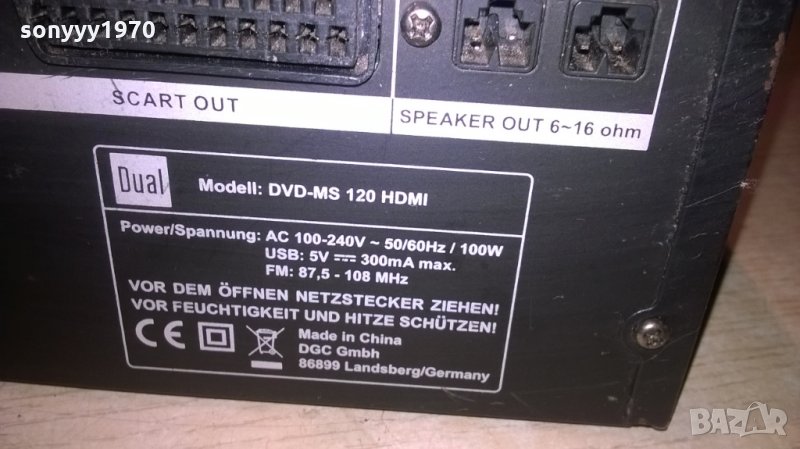 sonyyy1970
SCART OUT
SPEAKER OUT 6~16 ohm
Dual
Modell: DVD-MS 120 HDMI
Power/Spannung: AC 100-240V ~ 50/60Hz / 100W
USB: 5V ⎓ 300mA max.
FM: 87,5 - 108 MHz
VOR DEM ÖFFNEN NETZSTECKER ZIEHEN!
VOR FEUCHTIGKEIT UND HITZE SCHÜTZEN!
CE
Made in China
DGC Gmbh
86899 Landsberg/Germany
BAZAR